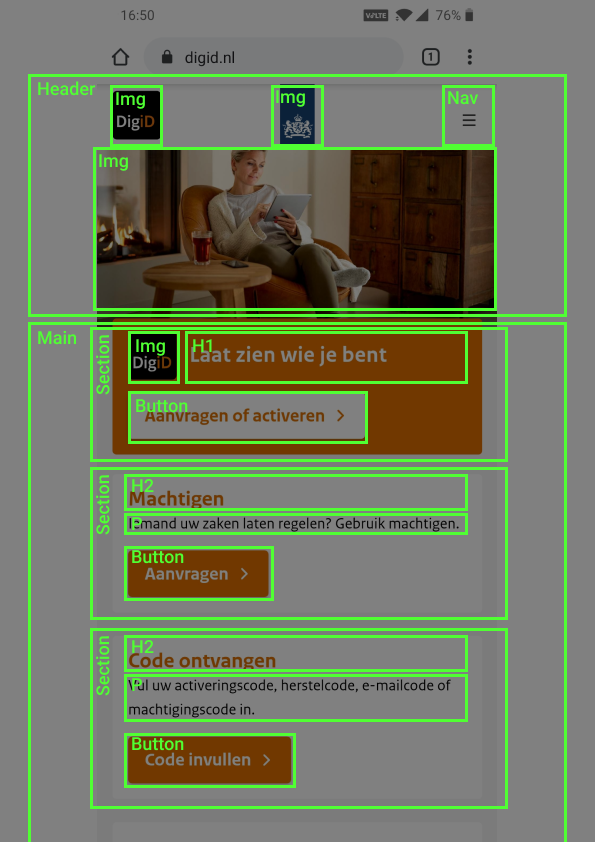 16:50
VoLTE
76%
digid.nl
1
Header
Img
Img
Nav
DigiD
Img
Main
Section
Img
H1
DigiD
Laat zien wie je bent
Button
Aanvragen of activeren
Section
H2
Machtigen
P
Iemand uw zaken laten regelen? Gebruik machtigen.
Button
Aanvragen
Section
H2
Code ontvangen
P
Vul uw activeringscode, herstelcode, e-mailcode of
machtigingscode in.
Button
Code invullen